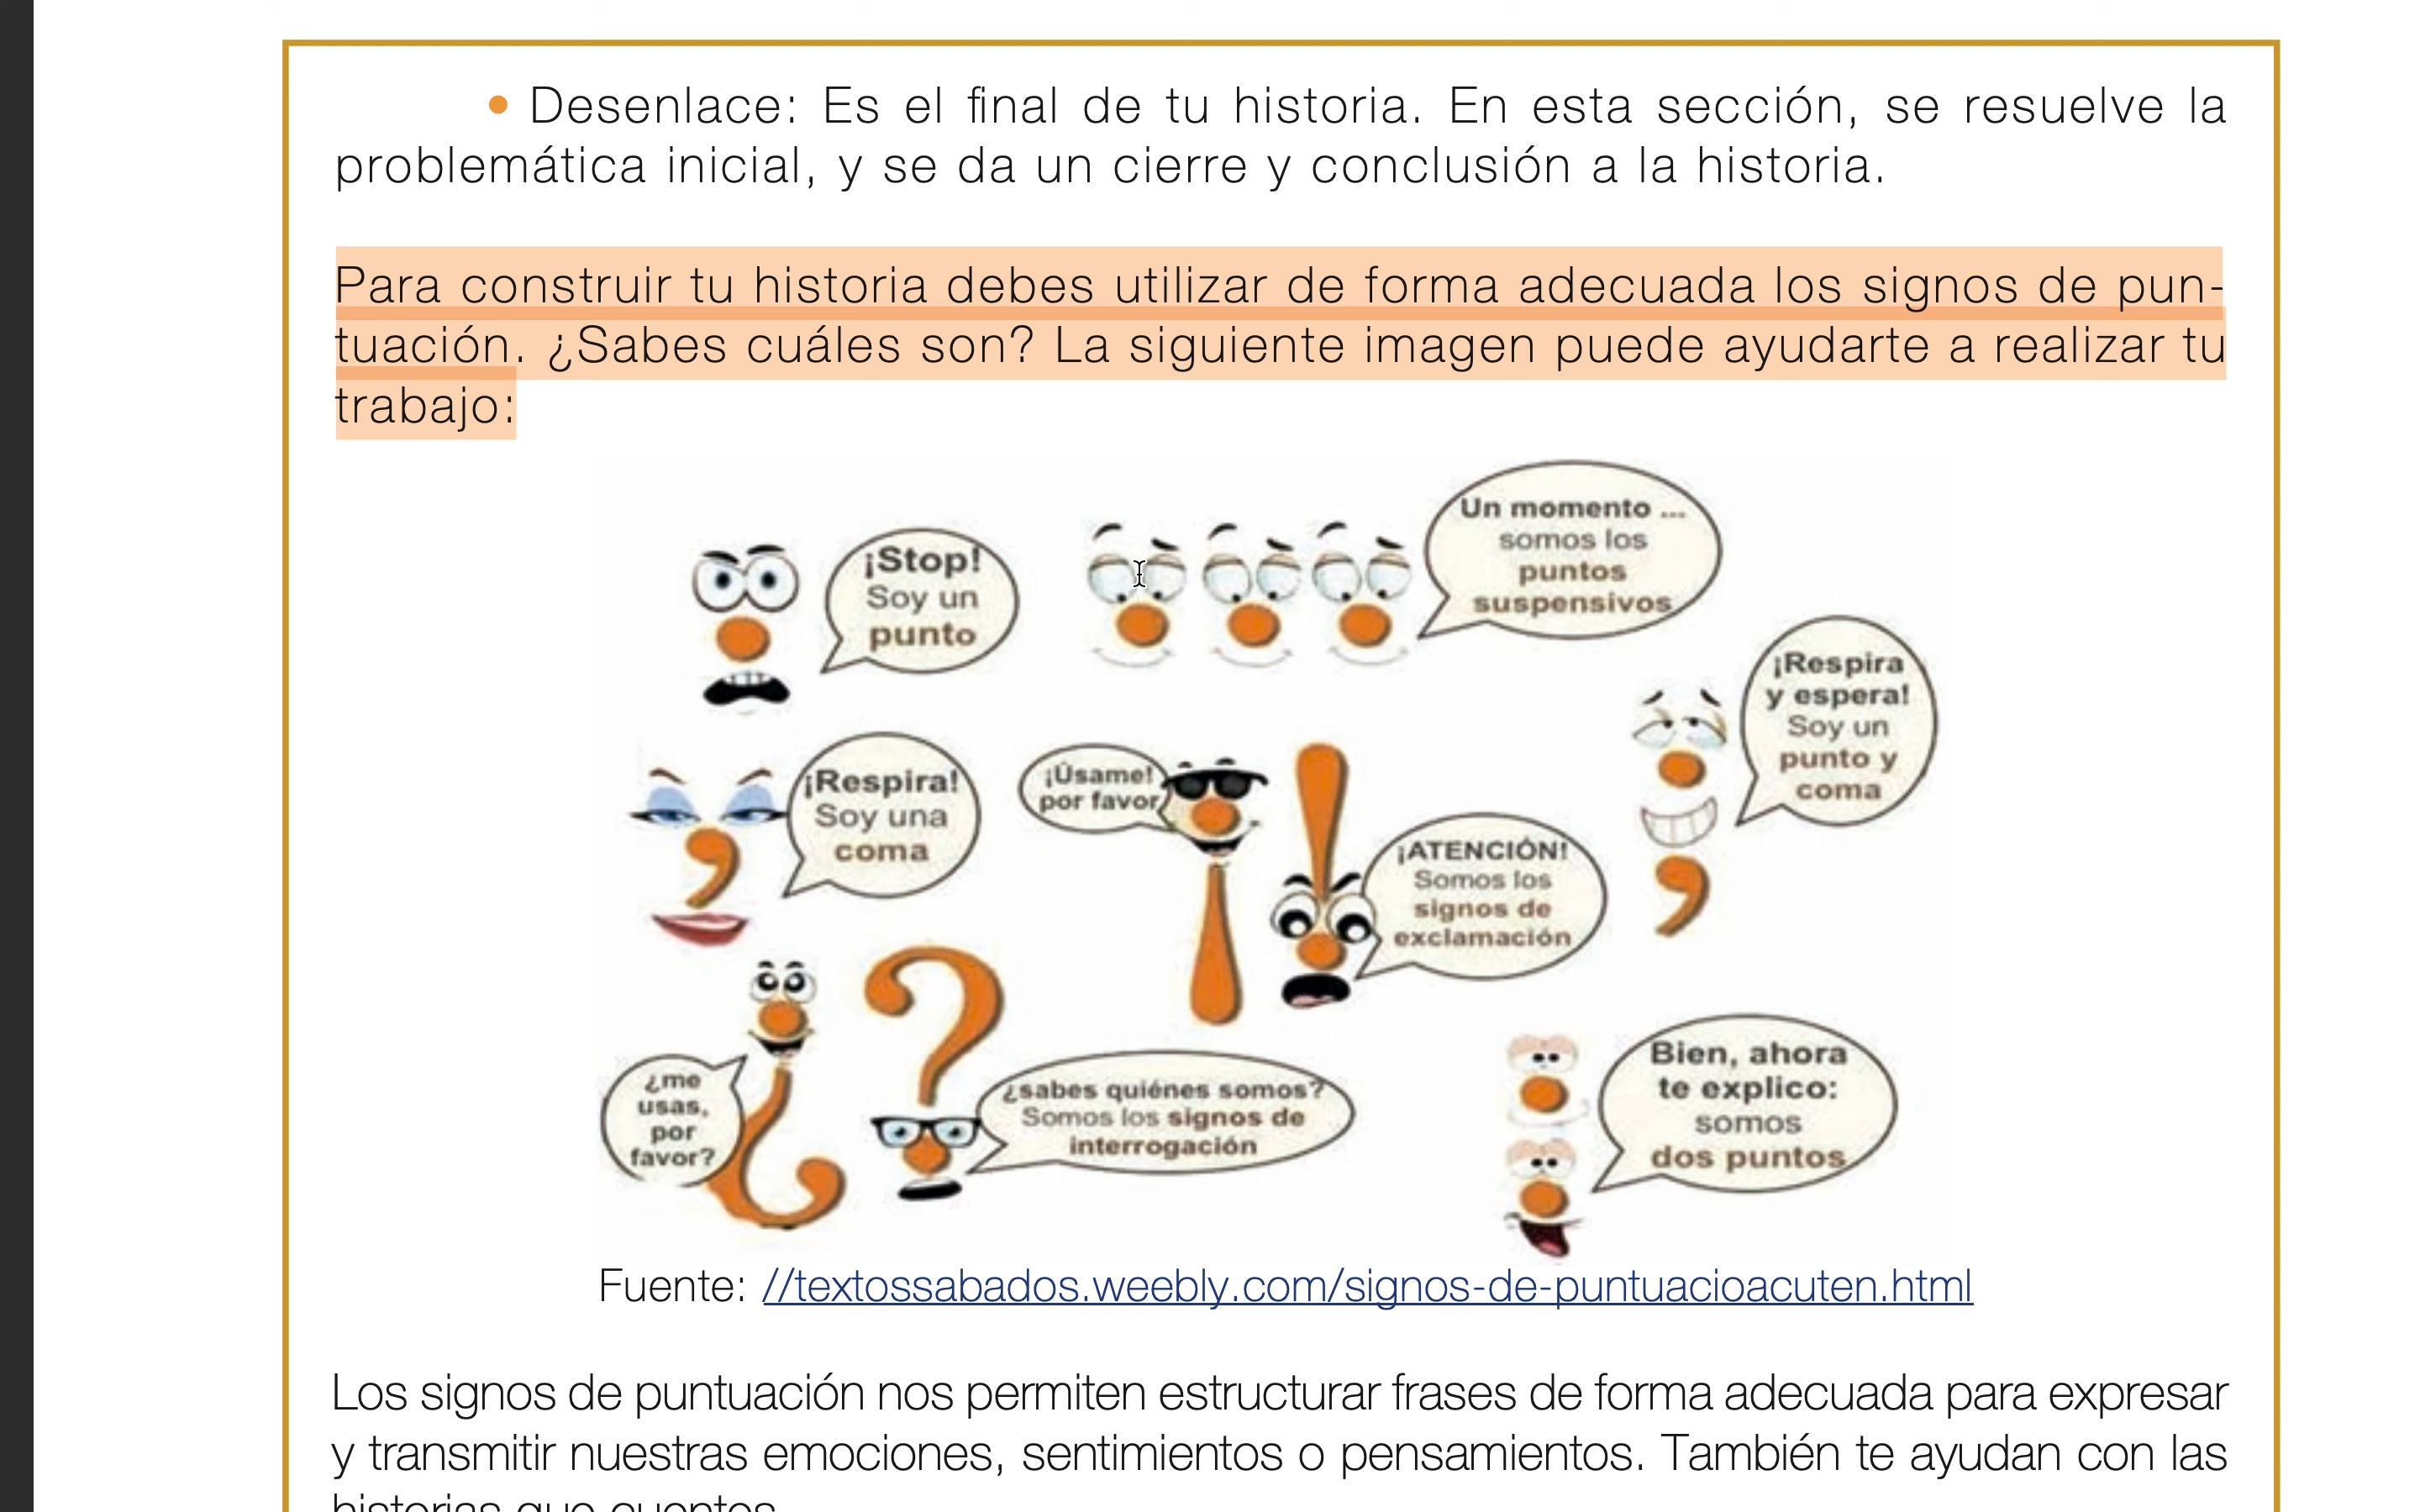 • Desenlace: Es el final de tu historia. En esta sección, se resuelve la
problemática inicial, y se da un cierre y conclusión a la historia.
Para construir tu historia debes utilizar de forma adecuada los signos de pun-
tuación. ¿Sabes cuáles son? La siguiente imagen puede ayudarte a realizar tu
trabajo:
¡Stop!
Soy un
punto
Un momento ...
somos los
puntos
suspensivos
¡Respira
y espera!
Soy un
punto y
coma
¡Respira!
Soy una
coma
¡Úsame!
por favor
¡ATENCIÓN!
Somos los
signos de
exclamación
¿me
usas,
por
favor?
¿sabes quiénes somos?
Somos los signos de
interrogación
Bien, ahora
te explico:
somos
dos puntos
Fuente: //textossabados.weebly.com/signos-de-puntuacioacuten.html
Los signos de puntuación nos permiten estructurar frases de forma adecuada para expresar
y transmitir nuestras emociones, sentimientos o pensamientos. También te ayudan con las
historias que cuentes